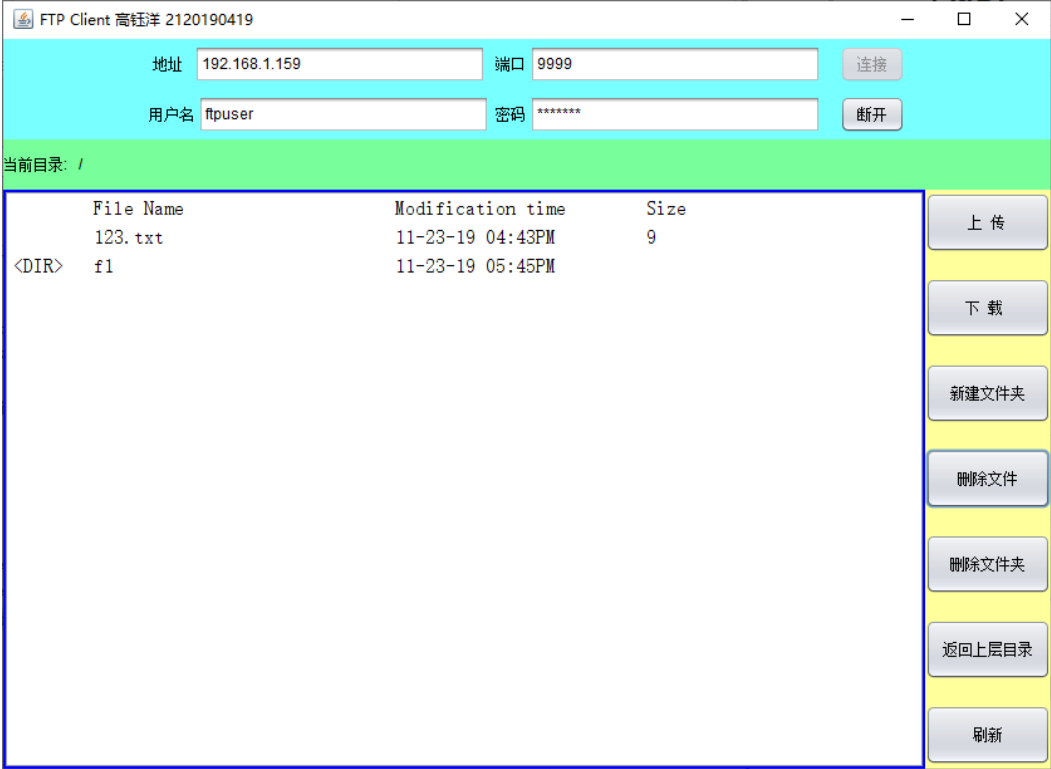 FTP Client 高钰洋 2120190419
地址 192.168.1.159 端口 9999 连接
用户名 ftpuser 密码 ******* 断开
当前目录: /
File Name Modification time Size
123.txt 11-23-19 04:43PM 9
<DIR> f1 11-23-19 05:45PM
上 传
下 载
新建文件夹
删除文件
删除文件夹
返回上层目录
刷新